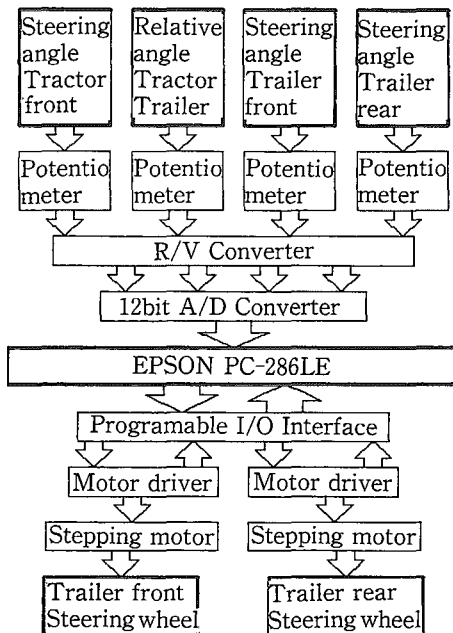 Steering
angle
Tractor
front
Relative
angle
Tractor
Trailer
Steering
angle
Trailer
front
Steering
angle
Trailer
rear
Potentio
meter
Potentio
meter
Potentio
meter
Potentio
meter
R/V Converter
12bit A/D Converter
EPSON PC-286LE
Programable I/O Interface
Motor driver
Motor driver
Stepping motor
Stepping motor
Trailer front
Steering wheel
Trailer rear
Steering wheel